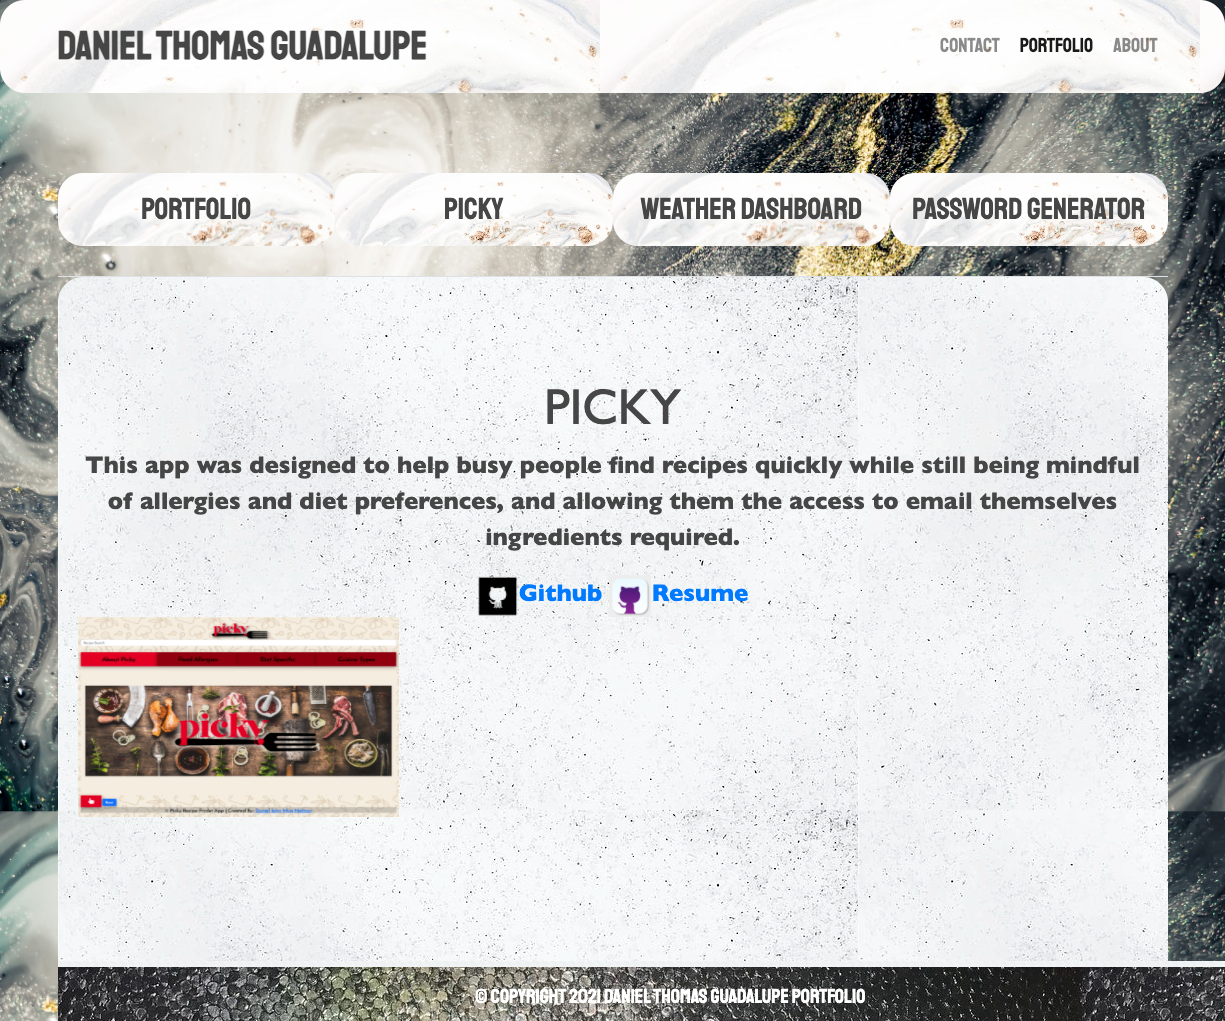 DANIEL THOMAS GUADALUPE
CONTACT PORTFOLIO ABOUT
PORTFOLIO PICKY WEATHER DASHBOARD PASSWORD GENERATOR
PICKY
This app was designed to help busy people find recipes quickly while still being mindful
of allergies and diet preferences, and allowing them the access to email themselves
ingredients required.
Github Resume
picky
About Picky Food Allergies Diet Specific Cuisine Types
picky
© COPYRIGHT 2021 DANIEL THOMAS GUADALUPE PORTFOLIO